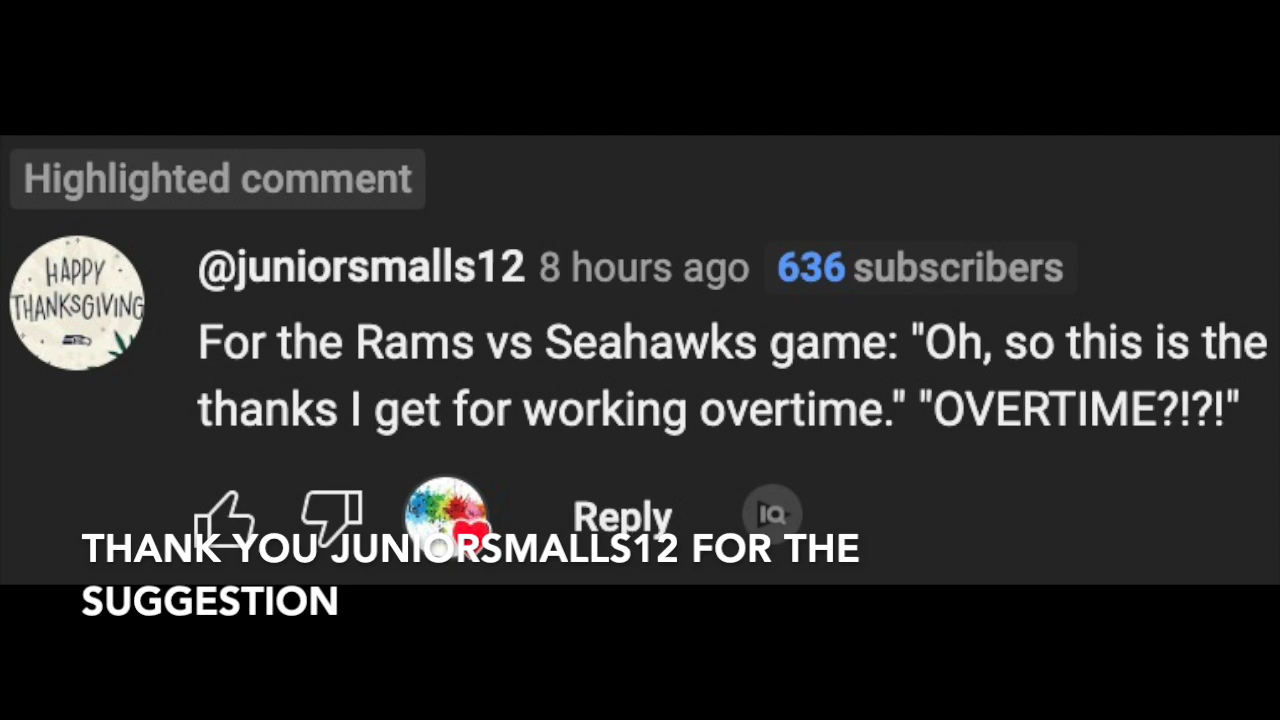 Highlighted comment
HAPPY
THANKSGIVING
@juniorsmalls12 8 hours ago 636 subscribers
For the Rams vs Seahawks game: "Oh, so this is the
thanks I get for working overtime." "OVERTIME?!?!"
Reply IQ
THANK YOU JUNIORSMALLS12 FOR THE
SUGGESTION